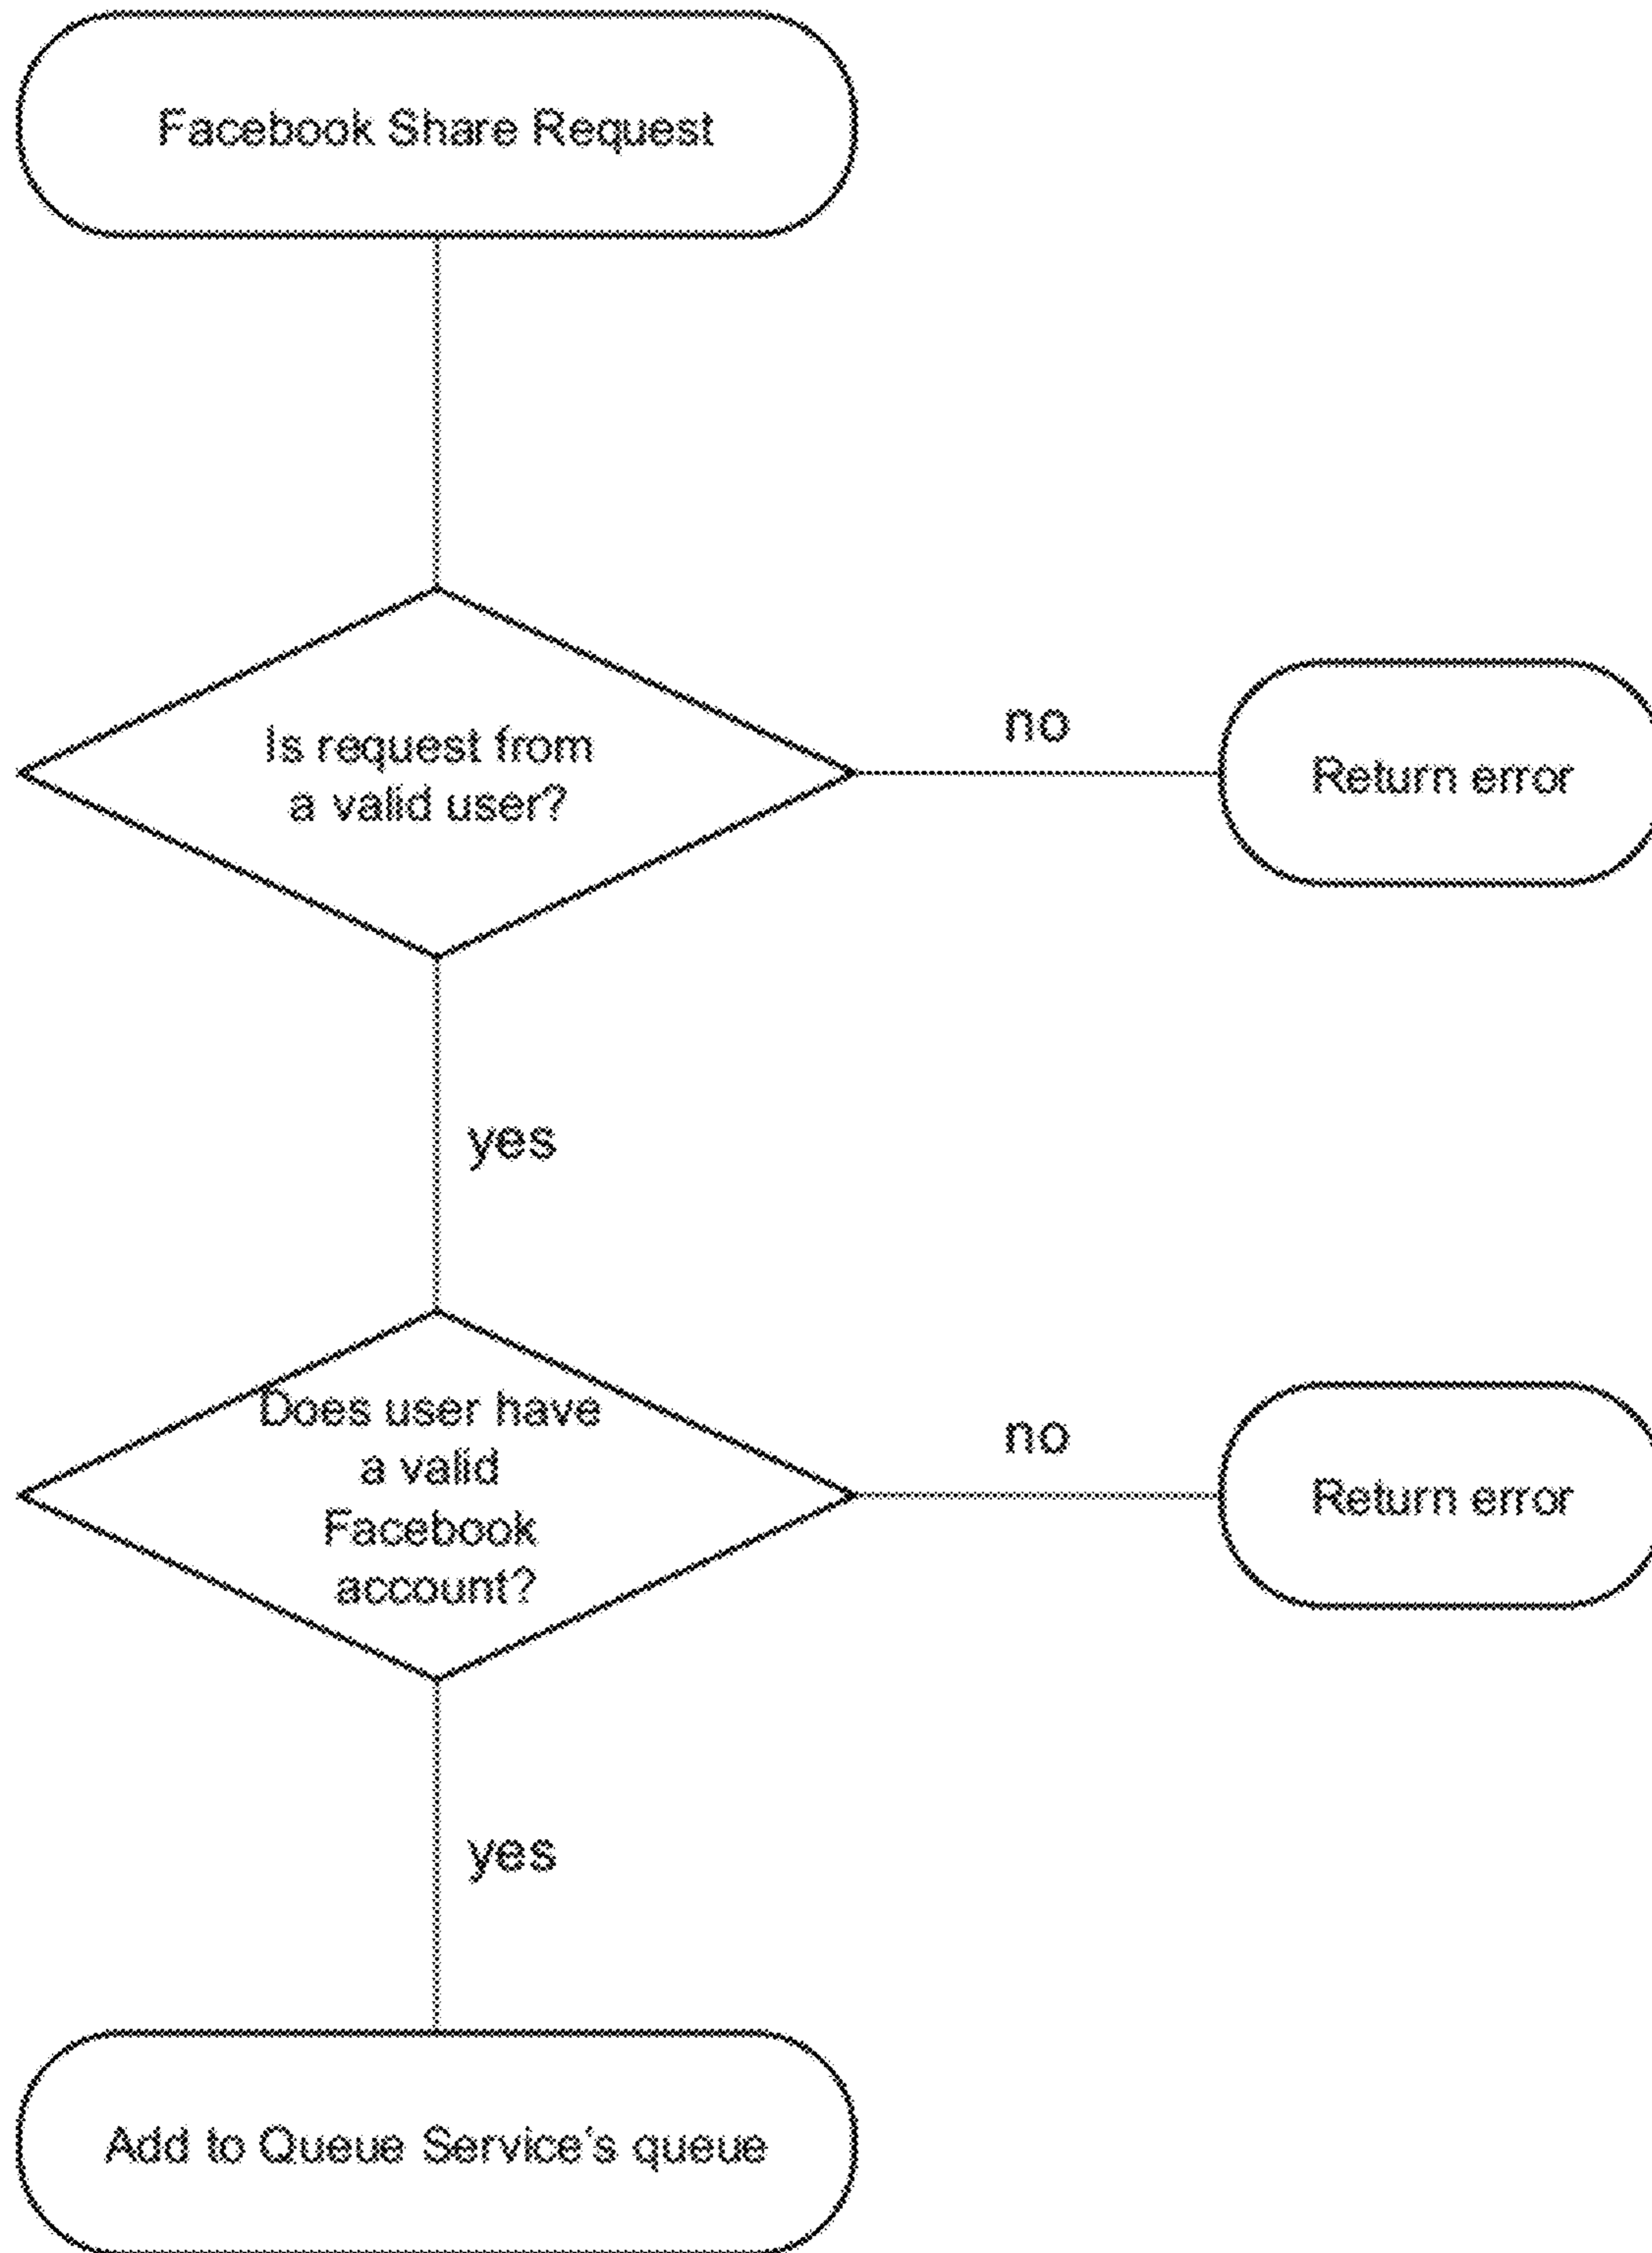 Facebook Share Request
Is request from
a valid user?
no
Return error
yes
Does user have
a valid
Facebook
account?
no
Return error
yes
Add to Queue Service's queue